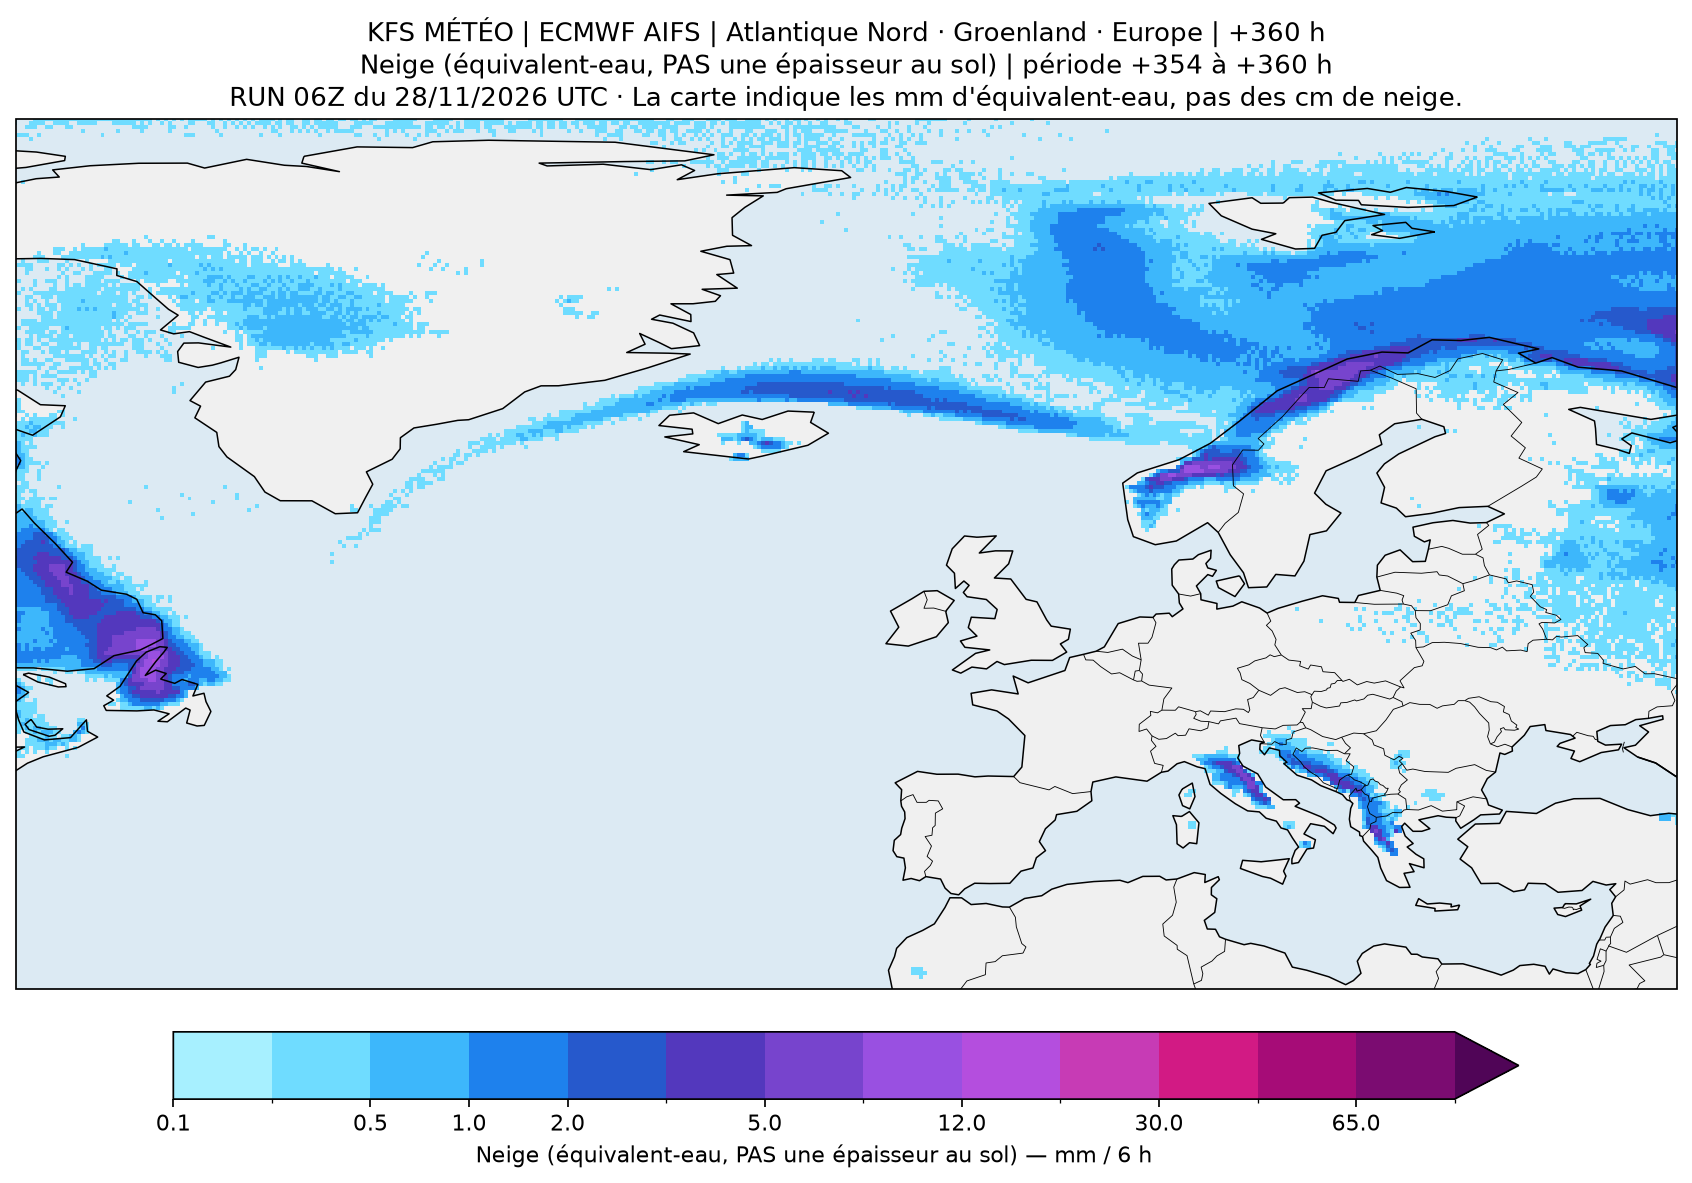 KFS MÉTÉO | ECMWF AIFS | Atlantique Nord · Groenland · Europe | +360 h
Neige (équivalent-eau, PAS une épaisseur au sol) | période +354 à +360 h
RUN 06Z du 28/11/2026 UTC · La carte indique les mm d'équivalent-eau, pas des cm de neige.
0.1 0.5 1.0 2.0 5.0 12.0 30.0 65.0
Neige (équivalent-eau, PAS une épaisseur au sol) — mm / 6 h